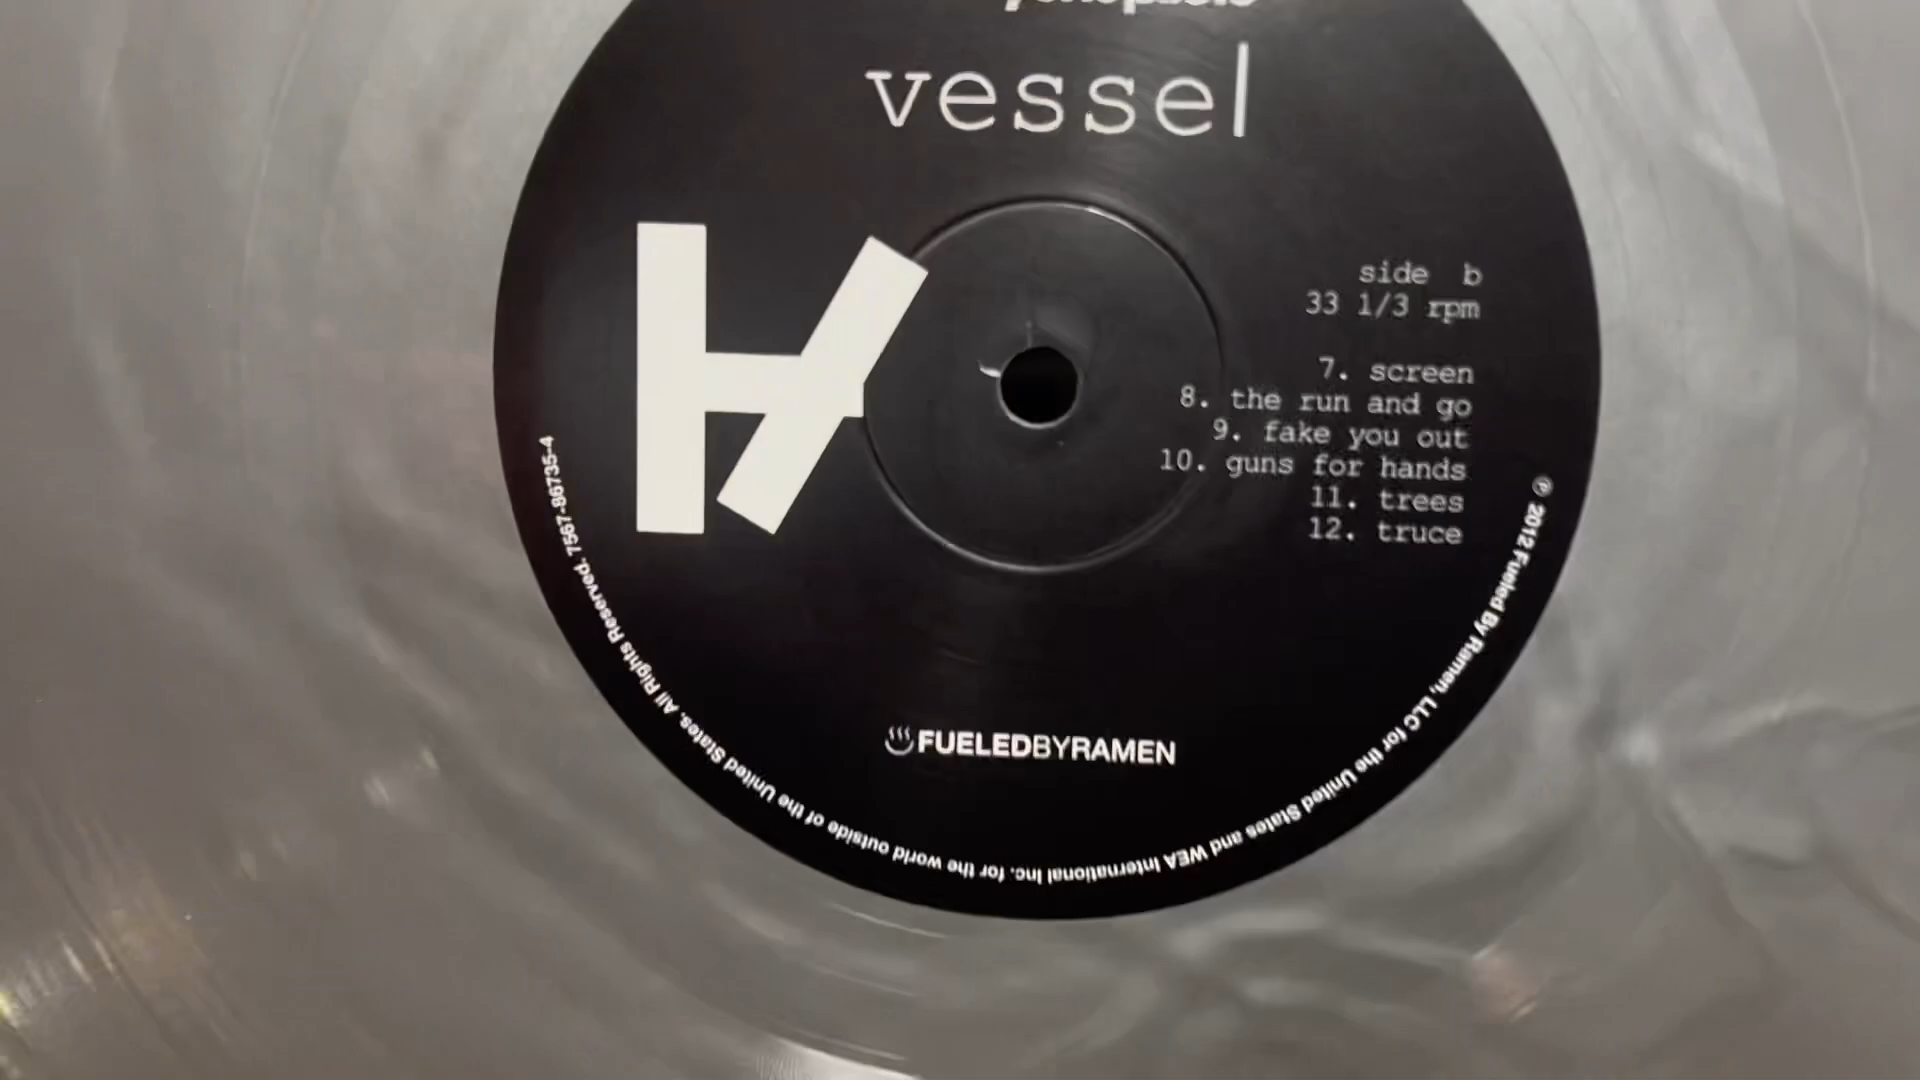 vessel
side b
33 1/3 rpm
7. screen
8. the run and go
9. fake you out
10. guns for hands
11. trees
12. truce
FUELEDBYRAMEN
℗ 2012 Fueled By Ramen, LLC for the United States and WEA International Inc. for the world outside of the United States. All Rights Reserved. 7567-86735-4